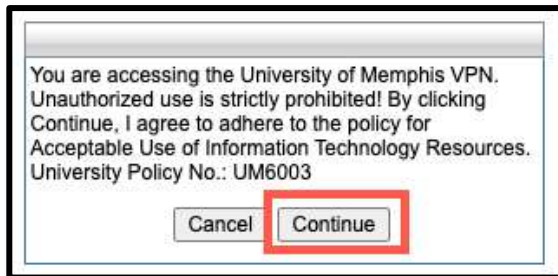 You are accessing the University of Memphis VPN.
Unauthorized use is strictly prohibited! By clicking
Continue, I agree to adhere to the policy for
Acceptable Use of Information Technology Resources.
University Policy No.: UM6003
Cancel Continue